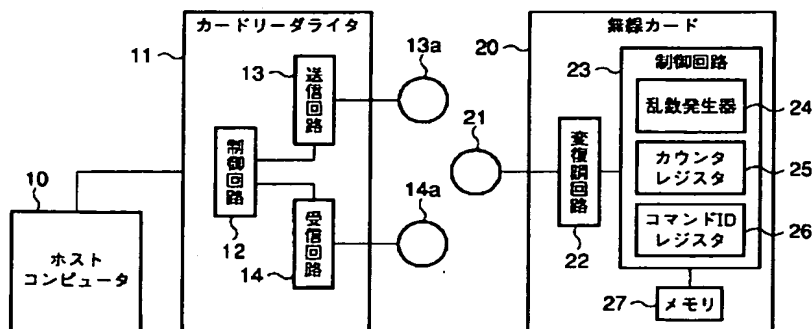 カードリーダライタ
11
13
送信回路
13a
制御回路
12
受信回路
14
14a
10
ホスト
コンピュータ
無線カード
20
21
変復調回路
22
制御回路
23
乱数発生器
24
カウンタ
レジスタ
25
コマンドID
レジスタ
26
27
メモリ